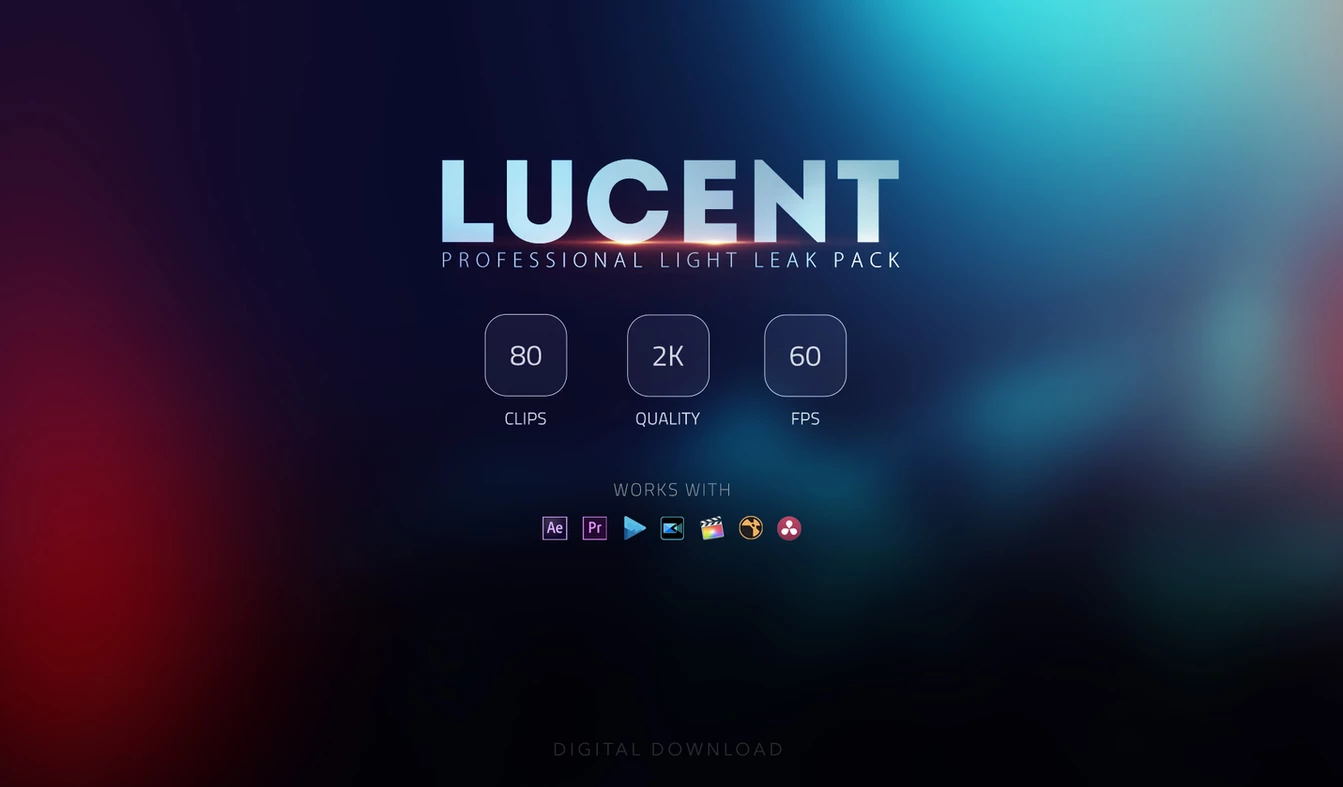 LUCENT
PROFESSIONAL LIGHT LEAK PACK
80 2K 60
CLIPS QUALITY FPS
WORKS WITH
Ae Pr
DIGITAL DOWNLOAD